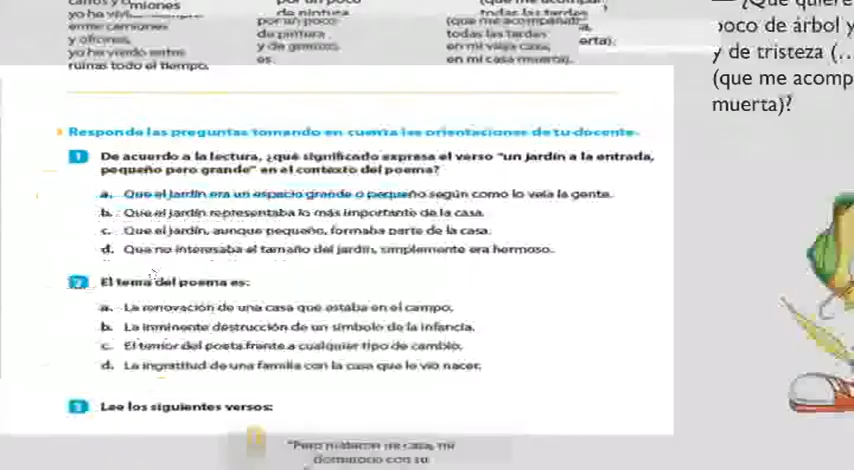 miones
por un poco
de pintura
y de
todas las tardes
en mi vieja casa,
erta).
y ofrones,
yo he vivido entre
ruinas todo el tiempo.
en mi casa muerta).
¿Que quiere
poco de árbol y
y de tristeza (...
(que me acomp
muerta)?
Responde las preguntas tomando en cuenta las orientaciones de tu docente.
1 De acuerdo a la lectura, ¿qué significado expresa el verso "un jardín a la entrada,
pequeño pero grande" en el contexto del poema?
a. Que el jardín era un espacio grande o pequeño según como lo veía la gente.
b. Que el jardín representaba lo más importante de la casa.
c. Que el jardín, aunque pequeño, formaba parte de la casa.
d. Que no interesaba el tamaño del jardín, simplemente era hermoso.
2 El tema del poema es:
a. La renovación de una casa que estaba en el campo.
b. La inminente destrucción de un símbolo de la infancia.
c. El temor del poeta frente a cualquier tipo de cambio.
d. La ingratitud de una familia con la casa que lo vio nacer.
3 Lee los siguientes versos:
"Pero mataron mi casa, mi
dormitorio con su